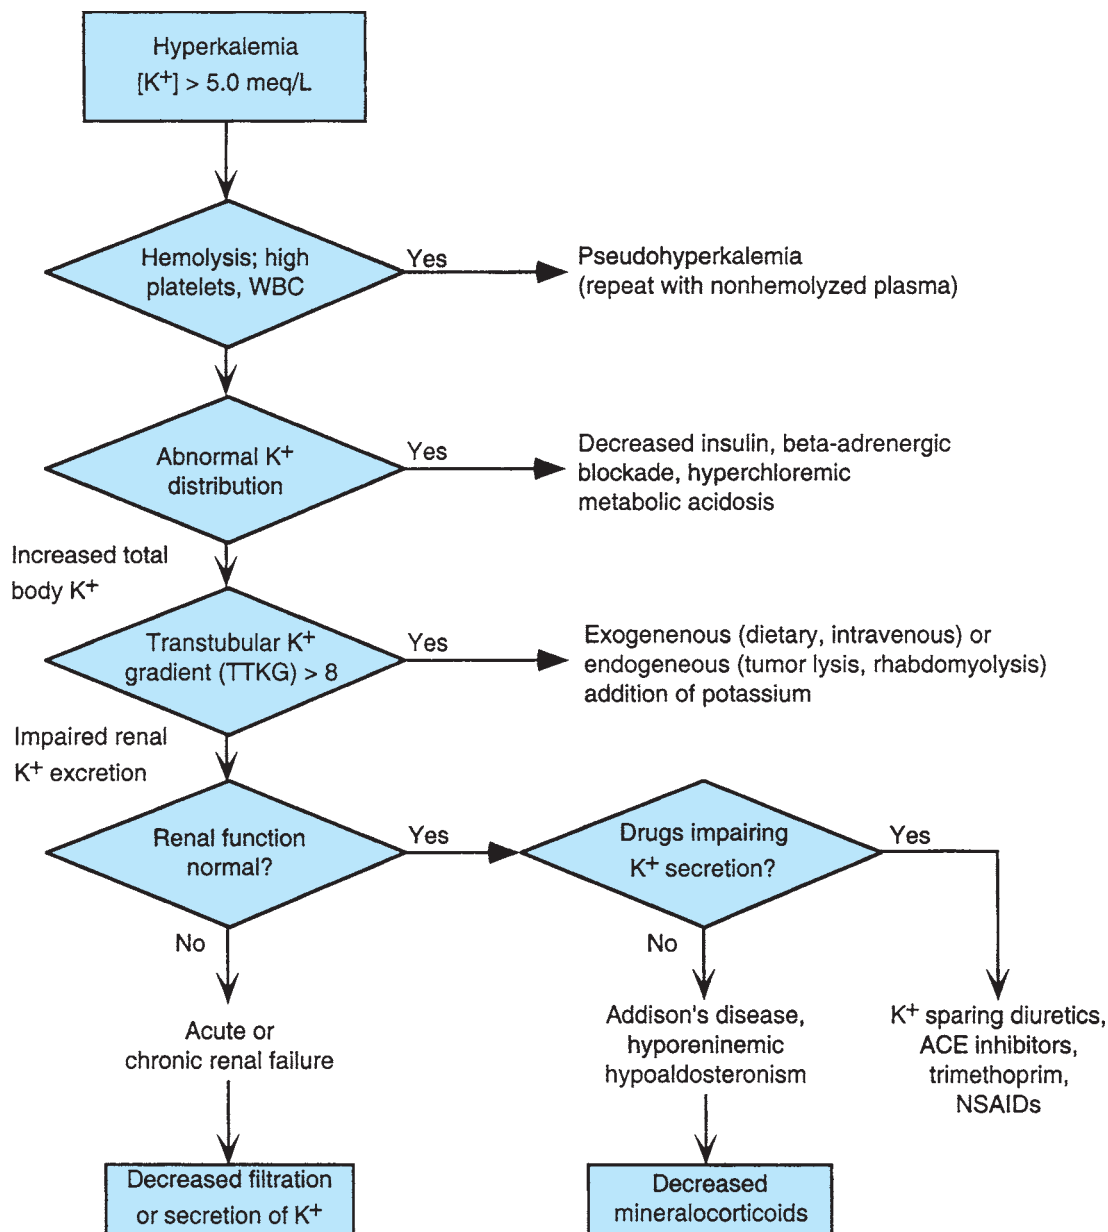 Hyperkalemia
[K+] > 5.0 meq/L
Hemolysis; high
platelets, WBC
Yes
Pseudohyperkalemia
(repeat with nonhemolyzed plasma)
Abnormal K+
distribution
Yes
Decreased insulin, beta-adrenergic
blockade, hyperchloremic
metabolic acidosis
Increased total
body K+
Transtubular K+
gradient (TTKG) > 8
Yes
Exogenenous (dietary, intravenous) or
endogeneous (tumor lysis, rhabdomyolysis)
addition of potassium
Impaired renal
K+ excretion
Renal function
normal?
Yes
Drugs impairing
K+ secretion?
Yes
No
No
Acute or
chronic renal failure
Addison's disease,
hyporeninemic
hypoaldosteronism
K+ sparing diuretics,
ACE inhibitors,
trimethoprim,
NSAIDs
Decreased filtration
or secretion of K+
Decreased
mineralocorticoids